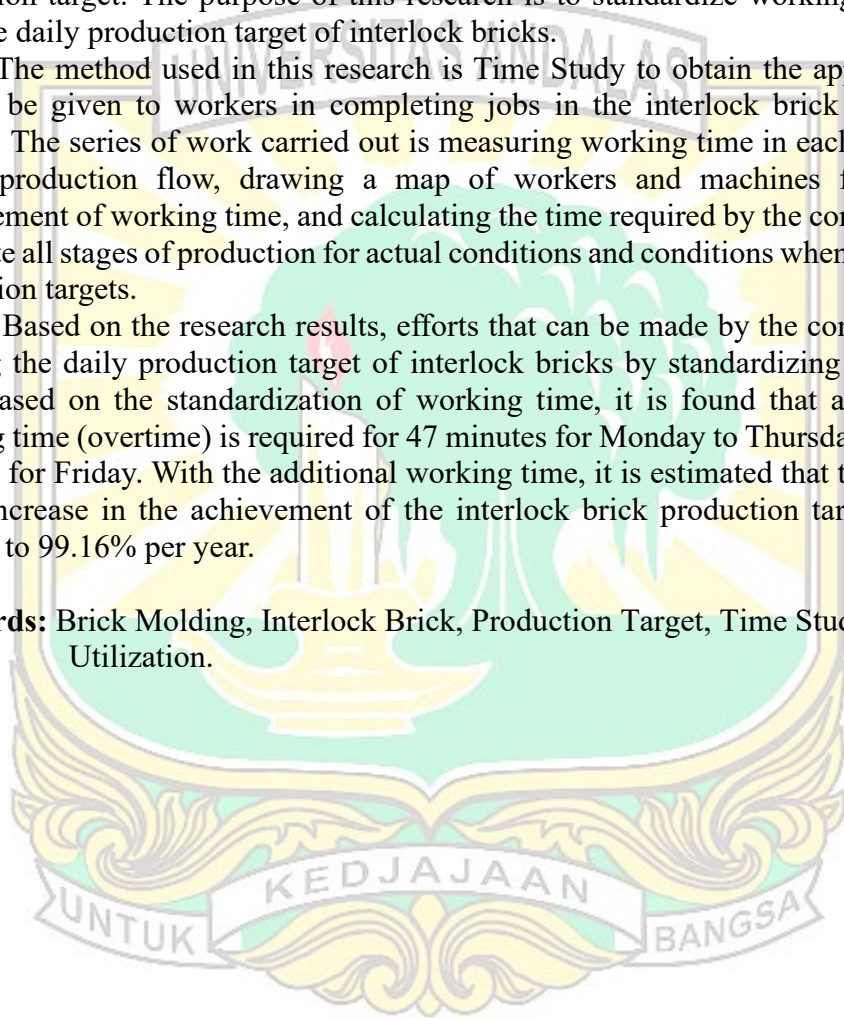 ion target. The purpose of this research is to standardize working
e daily production target of interlock bricks.
The method used in this research is Time Study to obtain the ap
be given to workers in completing jobs in the interlock brick
The series of work carried out is measuring working time in each
production flow, drawing a map of workers and machines f
ement of working time, and calculating the time required by the co
te all stages of production for actual conditions and conditions when
ion targets.
Based on the research results, efforts that can be made by the co
g the daily production target of interlock bricks by standardizing
ased on the standardization of working time, it is found that a
g time (overtime) is required for 47 minutes for Monday to Thursda
for Friday. With the additional working time, it is estimated that t
ncrease in the achievement of the interlock brick production tar
to 99.16% per year.
rds: Brick Molding, Interlock Brick, Production Target, Time Stud
Utilization.
UNIVERSITAS ANDALAS
KEDJAJAAN
UNTUK
BANGSA